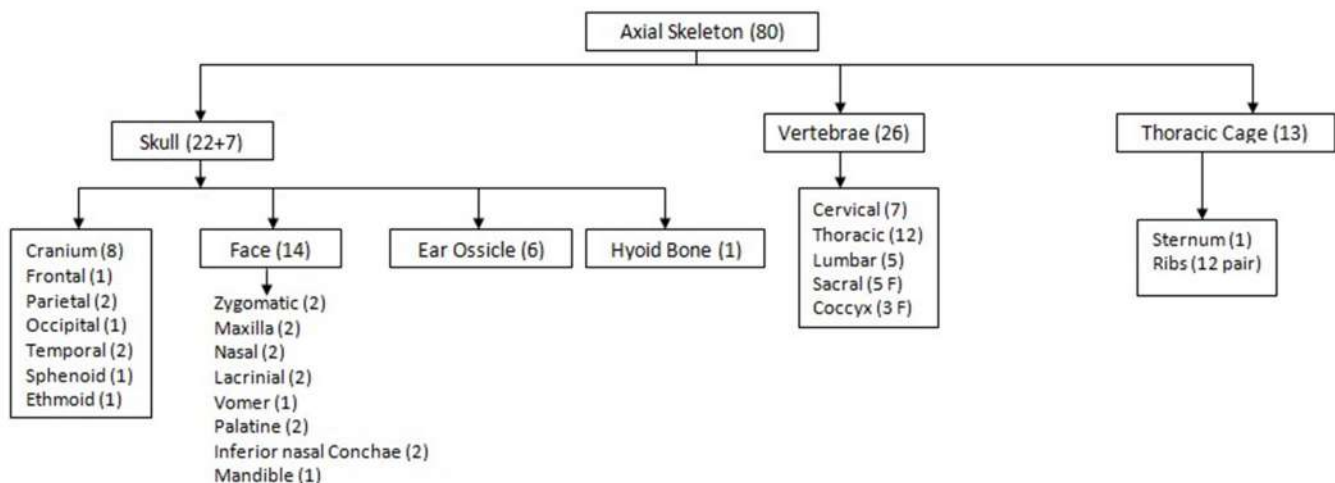 Axial Skeleton (80)
Skull (22+7)
Vertebrae (26)
Thoracic Cage (13)
Cranium (8)
Frontal (1)
Parietal (2)
Occipital (1)
Temporal (2)
Sphenoid (1)
Ethmoid (1)
Face (14)
Zygomatic (2)
Maxilla (2)
Nasal (2)
Lacrinial (2)
Vomer (1)
Palatine (2)
Inferior nasal Conchae (2)
Mandible (1)
Ear Ossicle (6)
Hyoid Bone (1)
Cervical (7)
Thoracic (12)
Lumbar (5)
Sacral (5 F)
Coccyx (3 F)
Sternum (1)
Ribs (12 pair)